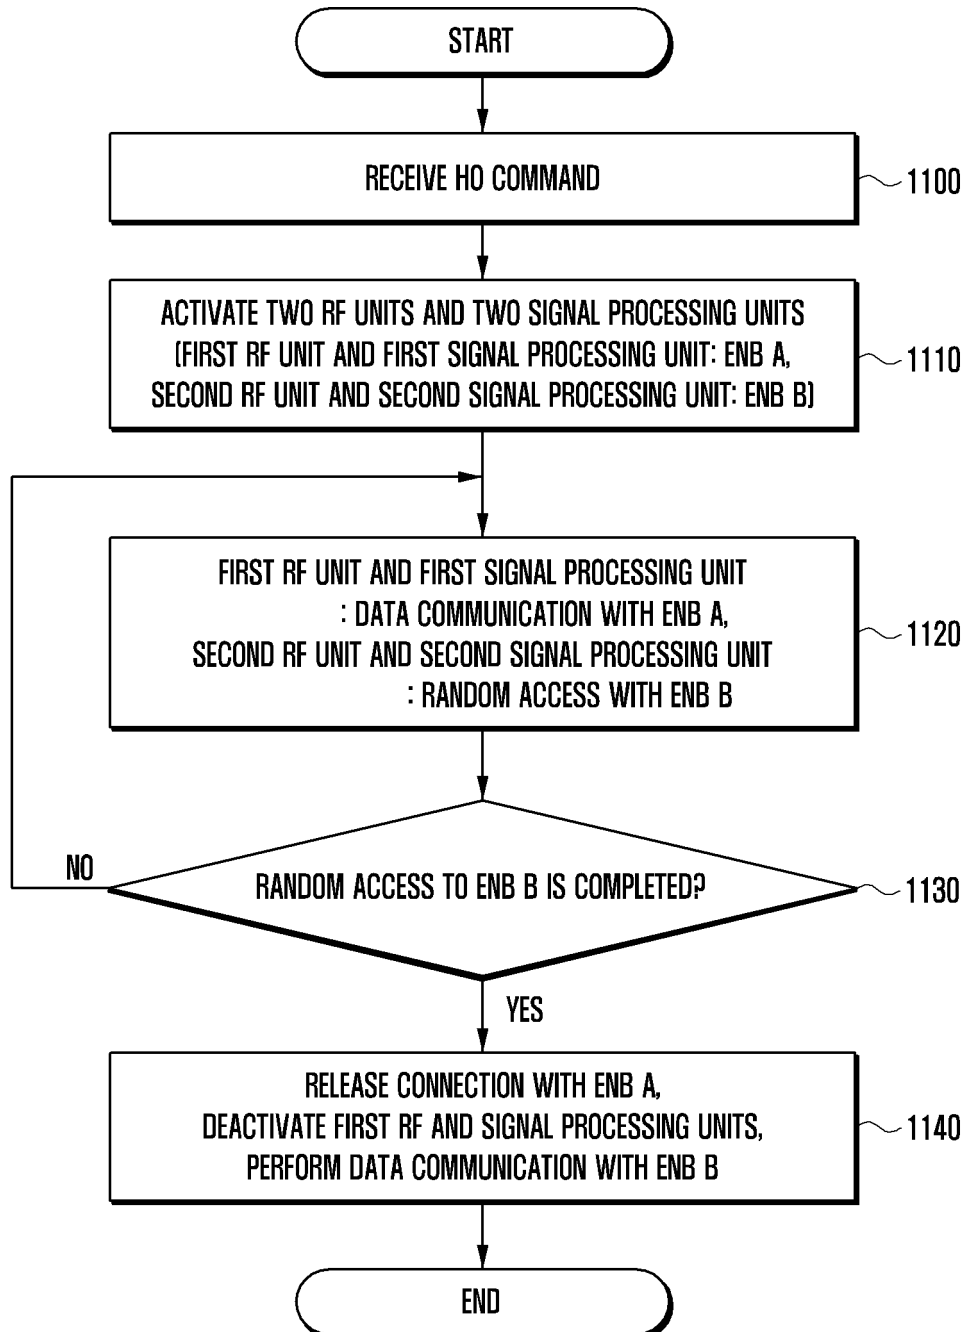 START
RECEIVE HO COMMAND
1100
ACTIVATE TWO RF UNITS AND TWO SIGNAL PROCESSING UNITS
(FIRST RF UNIT AND FIRST SIGNAL PROCESSING UNIT: ENB A,
SECOND RF UNIT AND SECOND SIGNAL PROCESSING UNIT: ENB B)
1110
FIRST RF UNIT AND FIRST SIGNAL PROCESSING UNIT
: DATA COMMUNICATION WITH ENB A,
SECOND RF UNIT AND SECOND SIGNAL PROCESSING UNIT
: RANDOM ACCESS WITH ENB B
1120
NO
RANDOM ACCESS TO ENB B IS COMPLETED?
1130
YES
RELEASE CONNECTION WITH ENB A,
DEACTIVATE FIRST RF AND SIGNAL PROCESSING UNITS,
PERFORM DATA COMMUNICATION WITH ENB B
1140
END